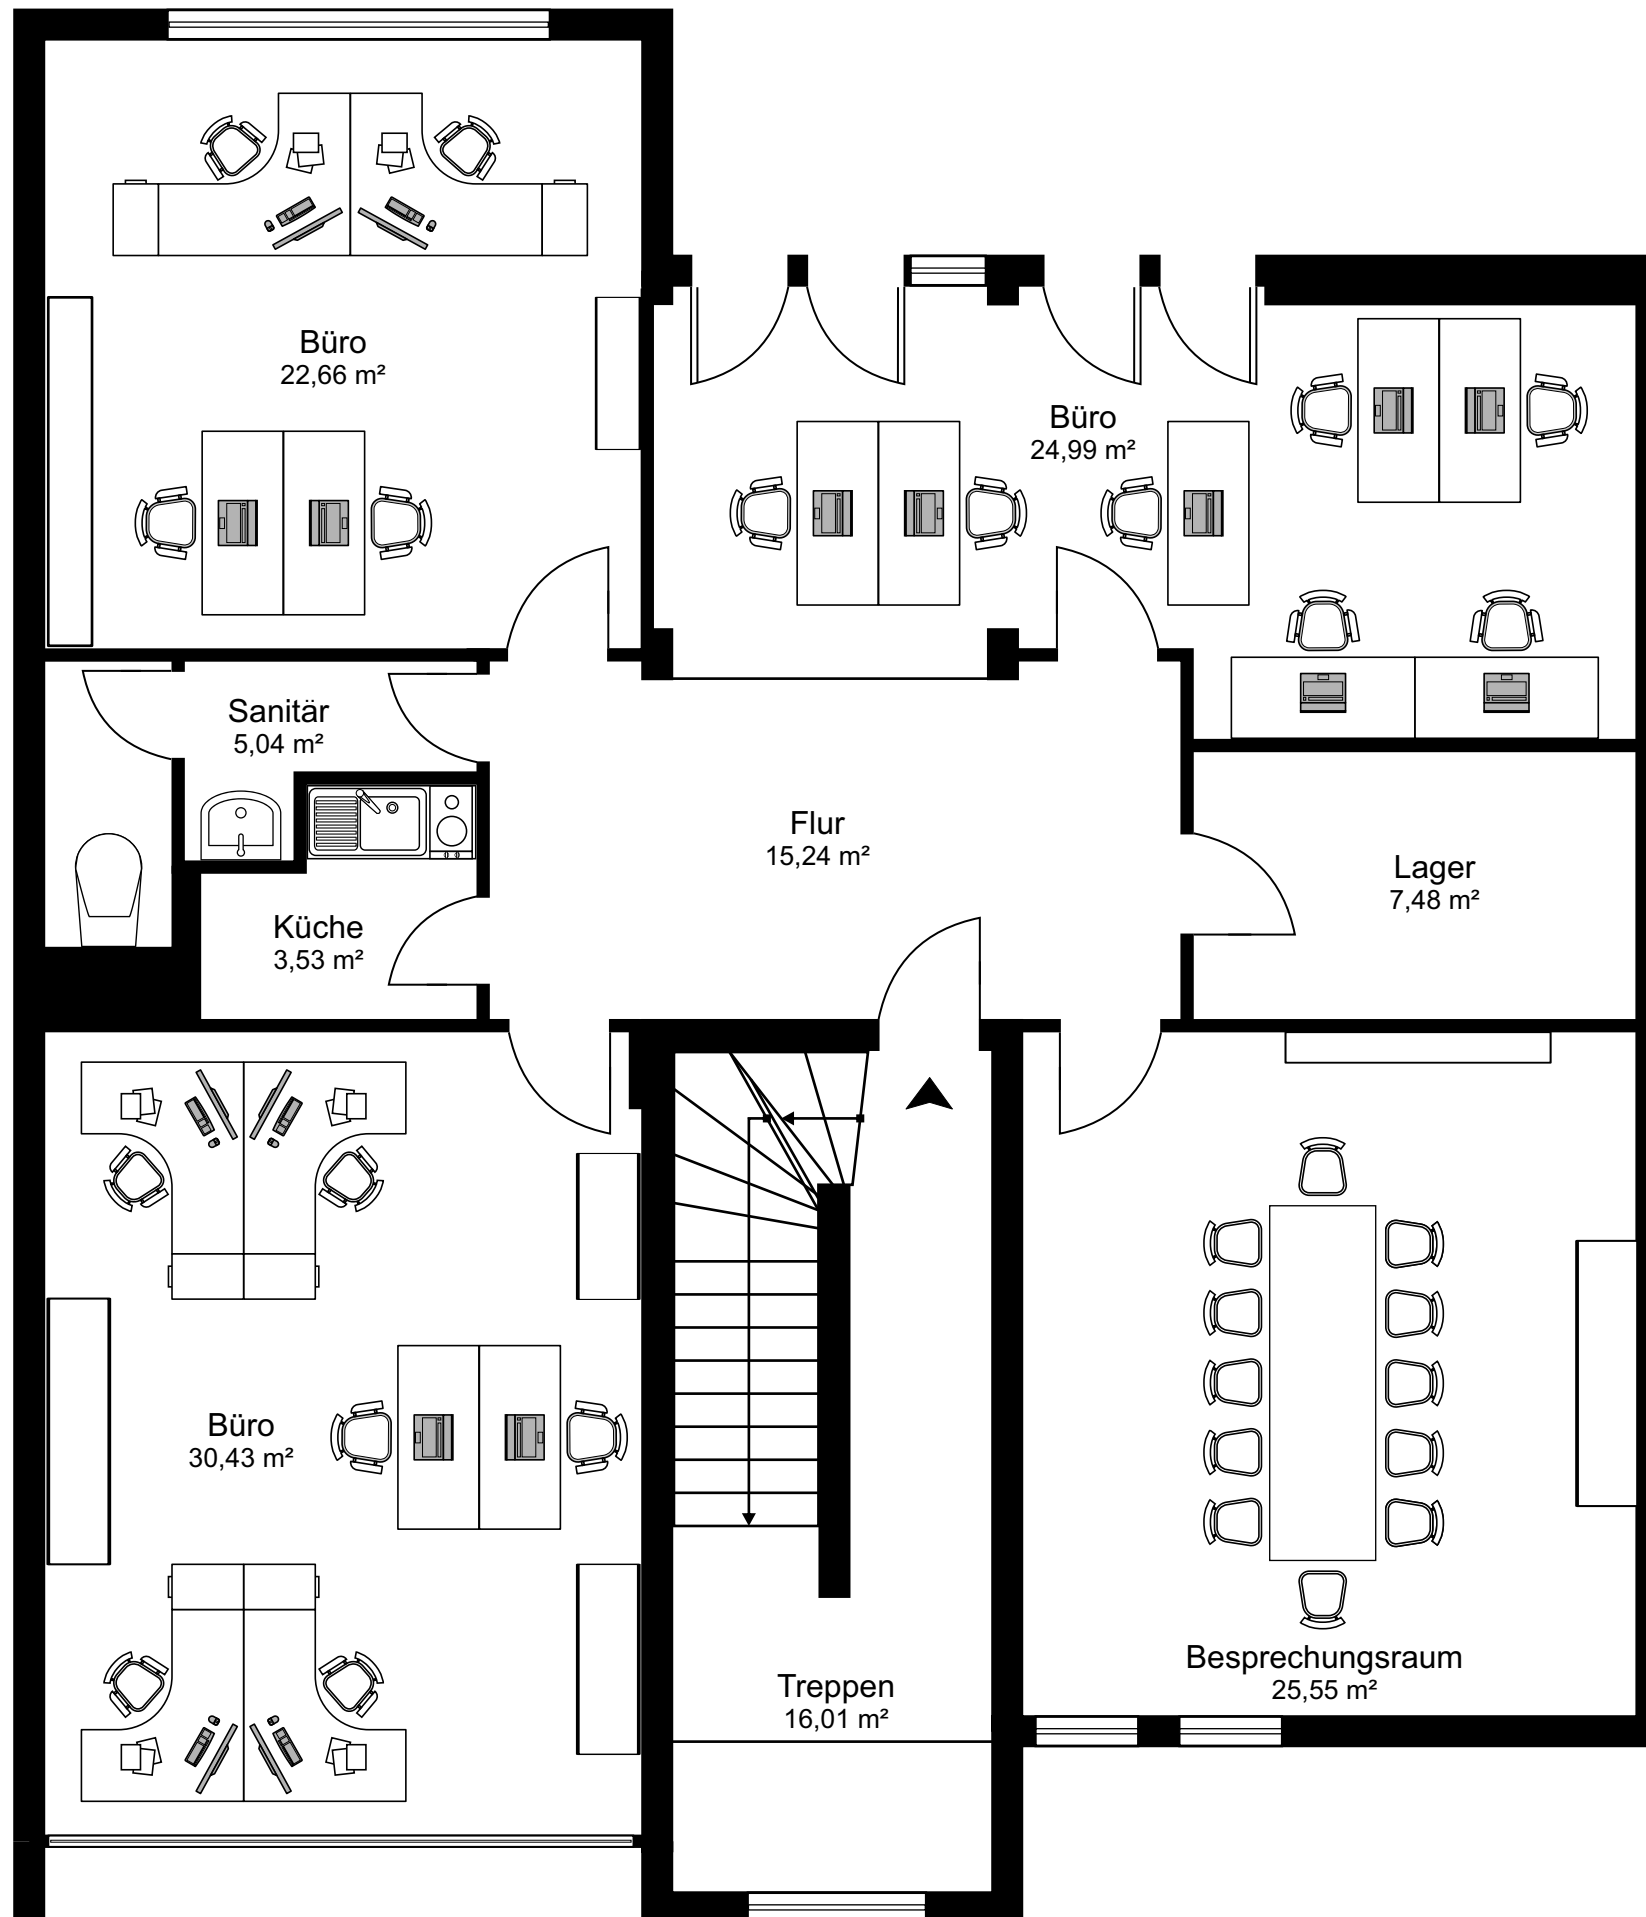 Büro
22,66 m²
Büro
24,99 m²
Sanitär
5,04 m²
Flur
15,24 m²
Lager
7,48 m²
Küche
3,53 m²
Büro
30,43 m²
Treppen
16,01 m²
Besprechungsraum
25,55 m²